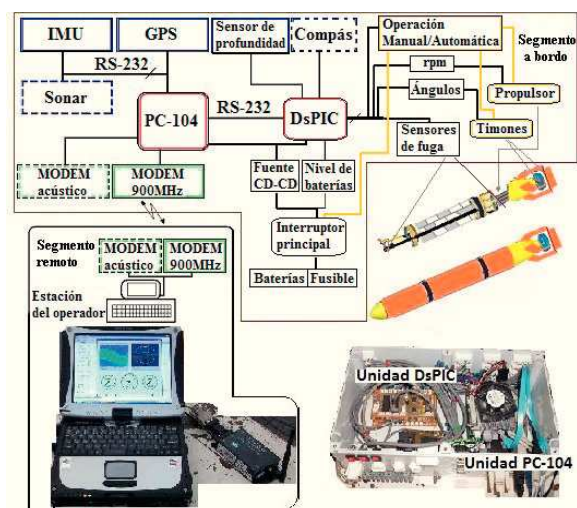 IMU
GPS
Sensor de
profundidad
Compás
Operación
Manual/Automática
Segmento
a bordo
RS-232
rpm
Propulsor
Sonar
PC-104
RS-232
DsPIC
Ángulos
Timones
Sensores
de fuga
MODEM
acústico
MODEM
900MHz
Fuente
CD-CD
Nivel de
baterías
Interruptor
principal
Segmento
remoto
MODEM
acústico
MODEM
900MHz
Baterías
Fusible
Estación
del operador
Unidad DsPIC
Unidad PC-104